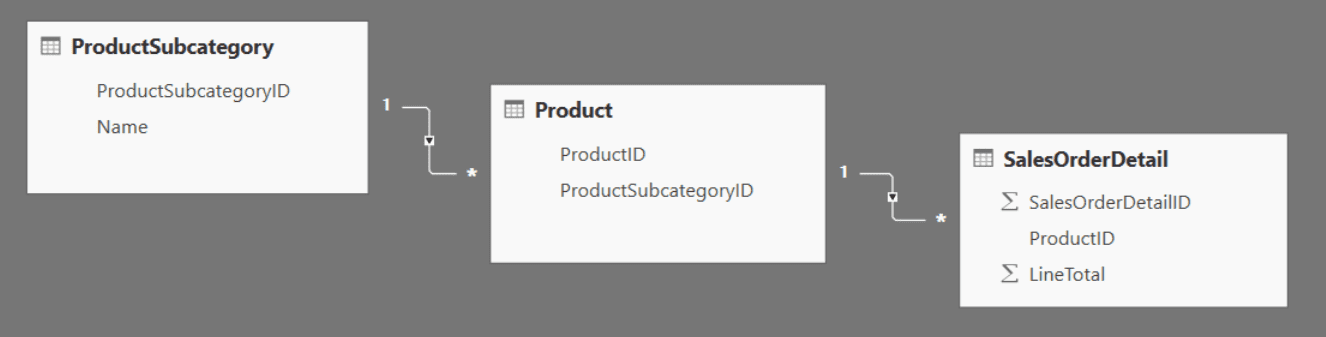 ProductSubcategory
ProductSubcategoryID
Name
1
*
Product
ProductID
ProductSubcategoryID
1
*
SalesOrderDetail
Σ SalesOrderDetailID
ProductID
Σ LineTotal